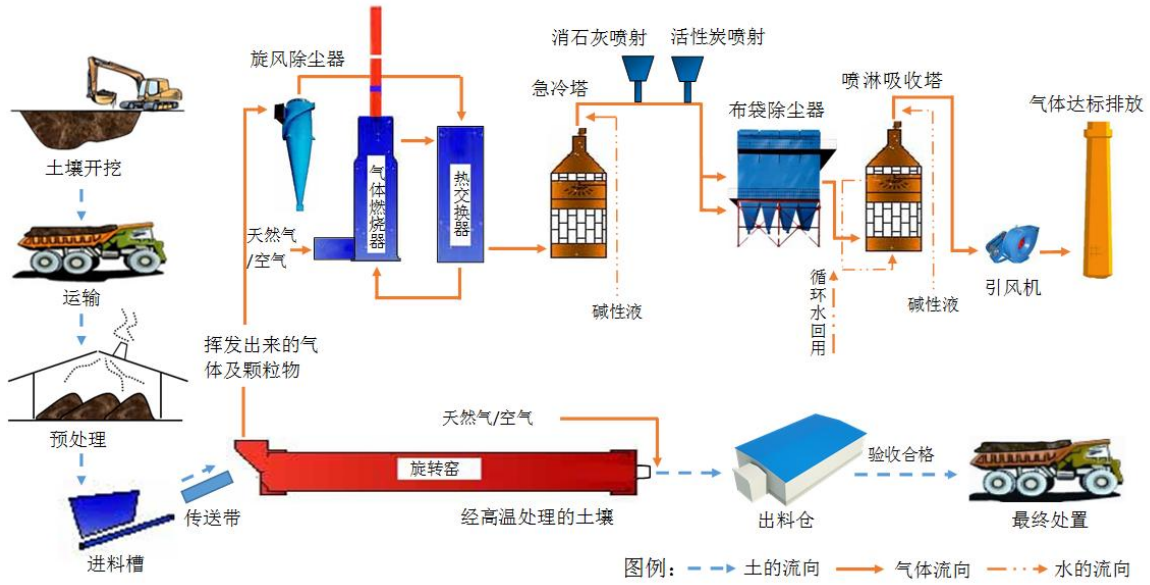 消石灰喷射
活性炭喷射
旋风除尘器
急冷塔
喷淋吸收塔
布袋除尘器
气体达标排放
土壤开挖
气体燃烧器
热交换器
天然气
/空气
运输
碱性液
循环水回用
碱性液
引风机
挥发出来的气
体及颗粒物
预处理
天然气/空气
旋转窑
验收合格
传送带
经高温处理的土壤
出料仓
最终处置
进料槽
图例：
土的流向
气体流向
水的流向